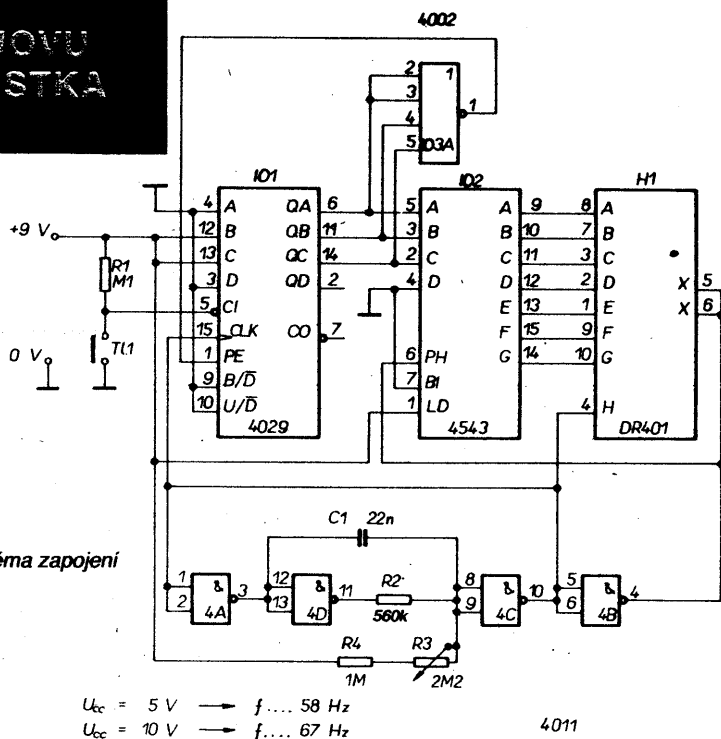 4002
JOVU
STKA
2
3
4
5
1
1
IO3A
IO1
IO2
H1
4 A QA 6
12 B QB 11
13 C QC 14
3 D QD 2
5 CI
15 CLK CO 7
1 PE
9 B/D̅
10 U/D̅
4029
5 A A 9
3 B B 10
2 C C 11
4 D D 12
E 13
F 15
6 PH G 14
7 BI
1 LD
4543
8 A
7 B
3 C
2 D X 5
1 E X 6
9 F
10 G
4 H
DR401
+9 V
R1
M1
0 V
Tl.1
éma zapojení
C1 22n
1
2 & 3
4A
12
13 & 11
4D
R2
560k
8
9 & 10
4C
5
6 & 4
4B
R4 R3
1M 2M2
Ucc = 5 V → f.... 58 Hz
Ucc = 10 V → f.... 67 Hz
4011